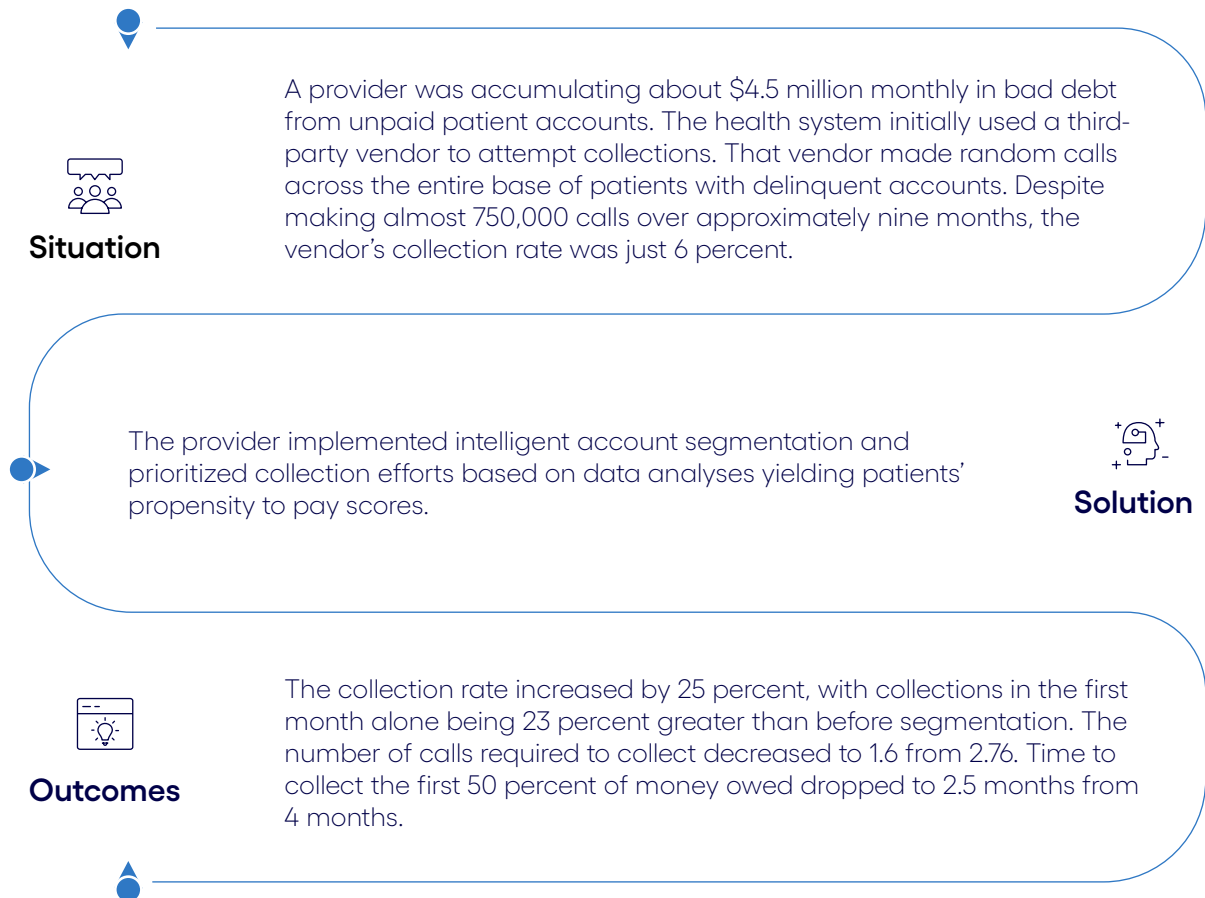 Situation
A provider was accumulating about $4.5 million monthly in bad debt
from unpaid patient accounts. The health system initially used a third-
party vendor to attempt collections. That vendor made random calls
across the entire base of patients with delinquent accounts. Despite
making almost 750,000 calls over approximately nine months, the
vendor’s collection rate was just 6 percent.
The provider implemented intelligent account segmentation and
prioritized collection efforts based on data analyses yielding patients’
propensity to pay scores.
Solution
Outcomes
The collection rate increased by 25 percent, with collections in the first
month alone being 23 percent greater than before segmentation. The
number of calls required to collect decreased to 1.6 from 2.76. Time to
collect the first 50 percent of money owed dropped to 2.5 months from
4 months.